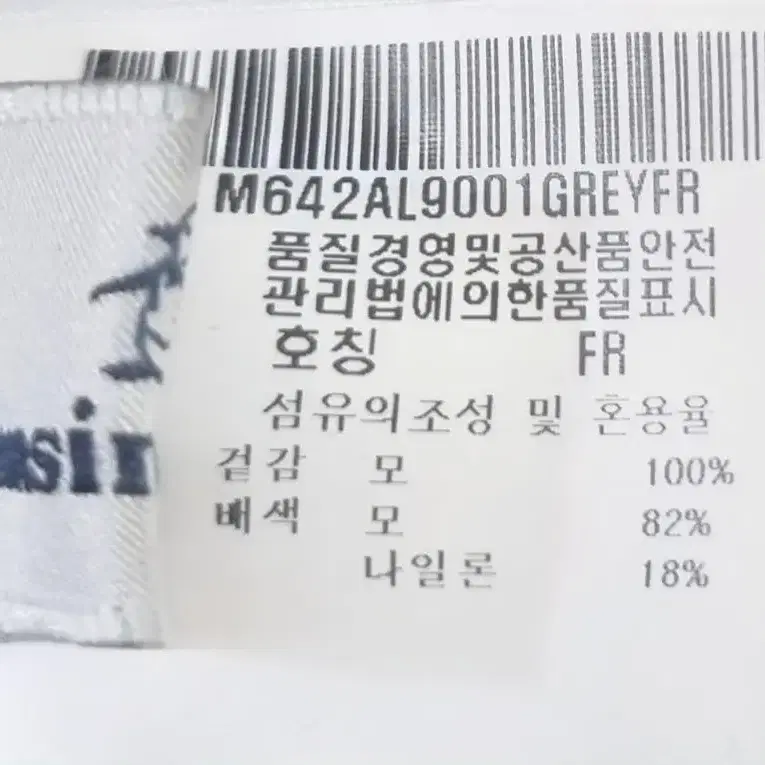 M642AL9001GREYFR
품질경영및공산품안전
관리법에의한품질표시
호칭 FR
섬유의조성 및 혼용율
겉감 모 100%
배색 모 82%
나일론 18%